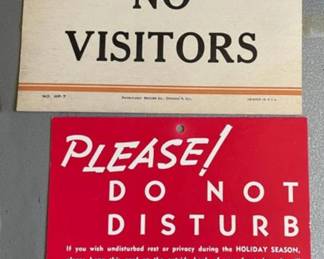 NO
VISITORS
PLEASE!
DO NOT
DISTURB
If you wish undisturbed rest or privacy during the HOLIDAY SEASON,